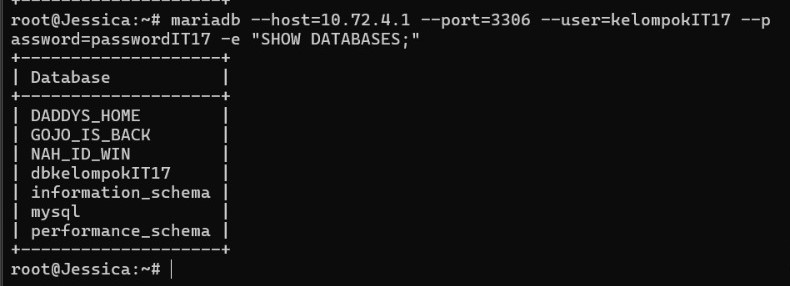 root@Jessica:~# mariadb --host=10.72.4.1 --port=3306 --user=kelompokIT17 --p
assword=passwordIT17 -e "SHOW DATABASES;"
+--------------------+
| Database           |
+--------------------+
| DADDYS_HOME        |
| GOJO_IS_BACK       |
| NAH_ID_WIN         |
| dbkelompokIT17     |
| information_schema |
| mysql              |
| performance_schema |
+--------------------+
root@Jessica:~#